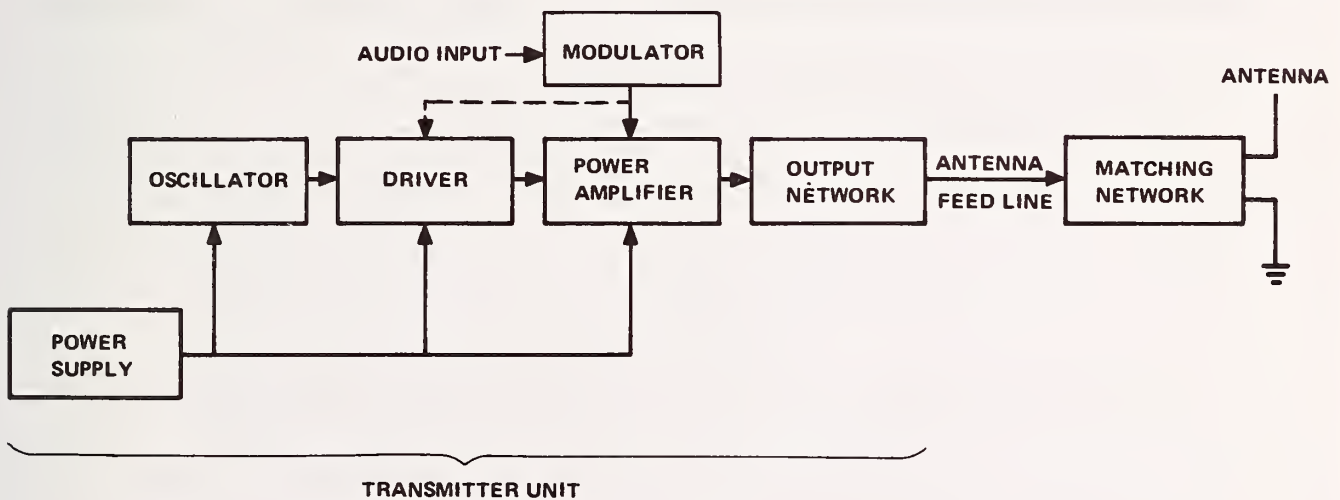 AUDIO INPUT
MODULATOR
ANTENNA
OSCILLATOR
DRIVER
POWER
AMPLIFIER
OUTPUT
NETWORK
ANTENNA
FEED LINE
MATCHING
NETWORK
POWER
SUPPLY
TRANSMITTER UNIT